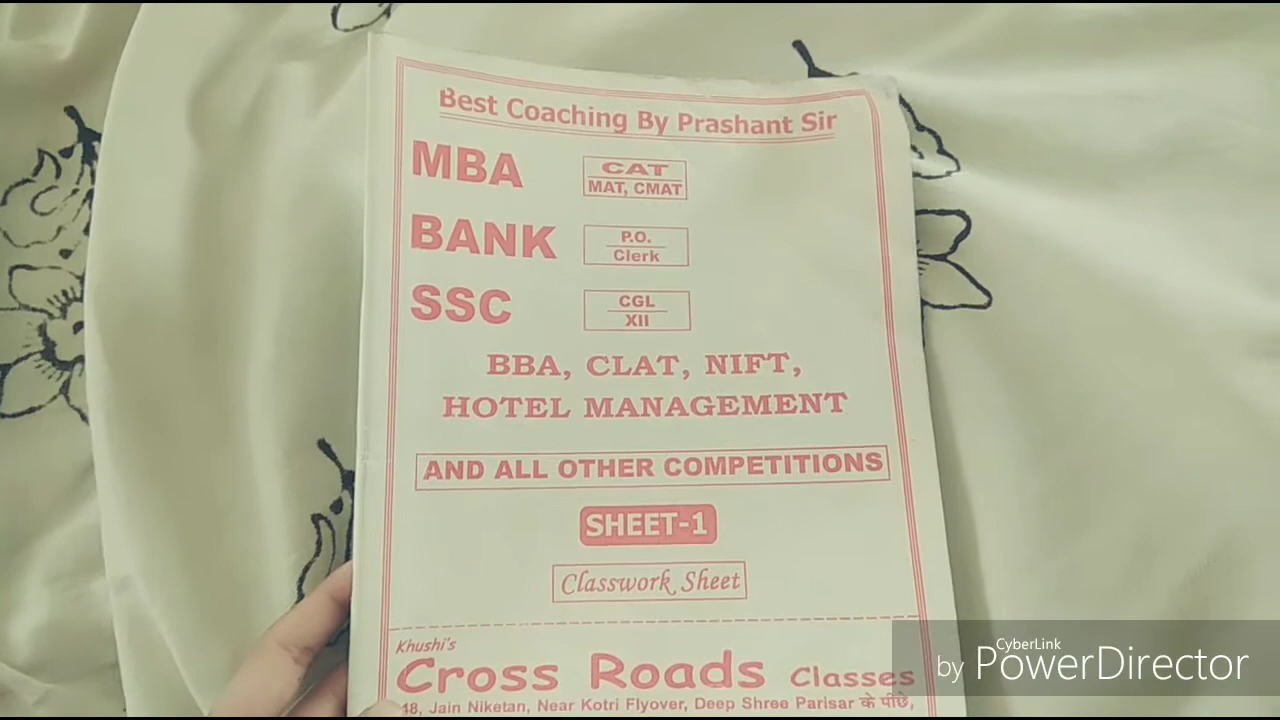 Best Coaching By Prashant Sir
MBA
CAT
MAT, CMAT
BANK
P.O.
Clerk
SSC
CGL
XII
BBA, CLAT, NIFT,
HOTEL MANAGEMENT
AND ALL OTHER COMPETITIONS
SHEET-1
Classwork Sheet
Khushi's
Cross Roads Classes
48, Jain Niketan, Near Kotri Flyover, Deep Shree Parisar के पीछे,
CyberLink
by PowerDirector